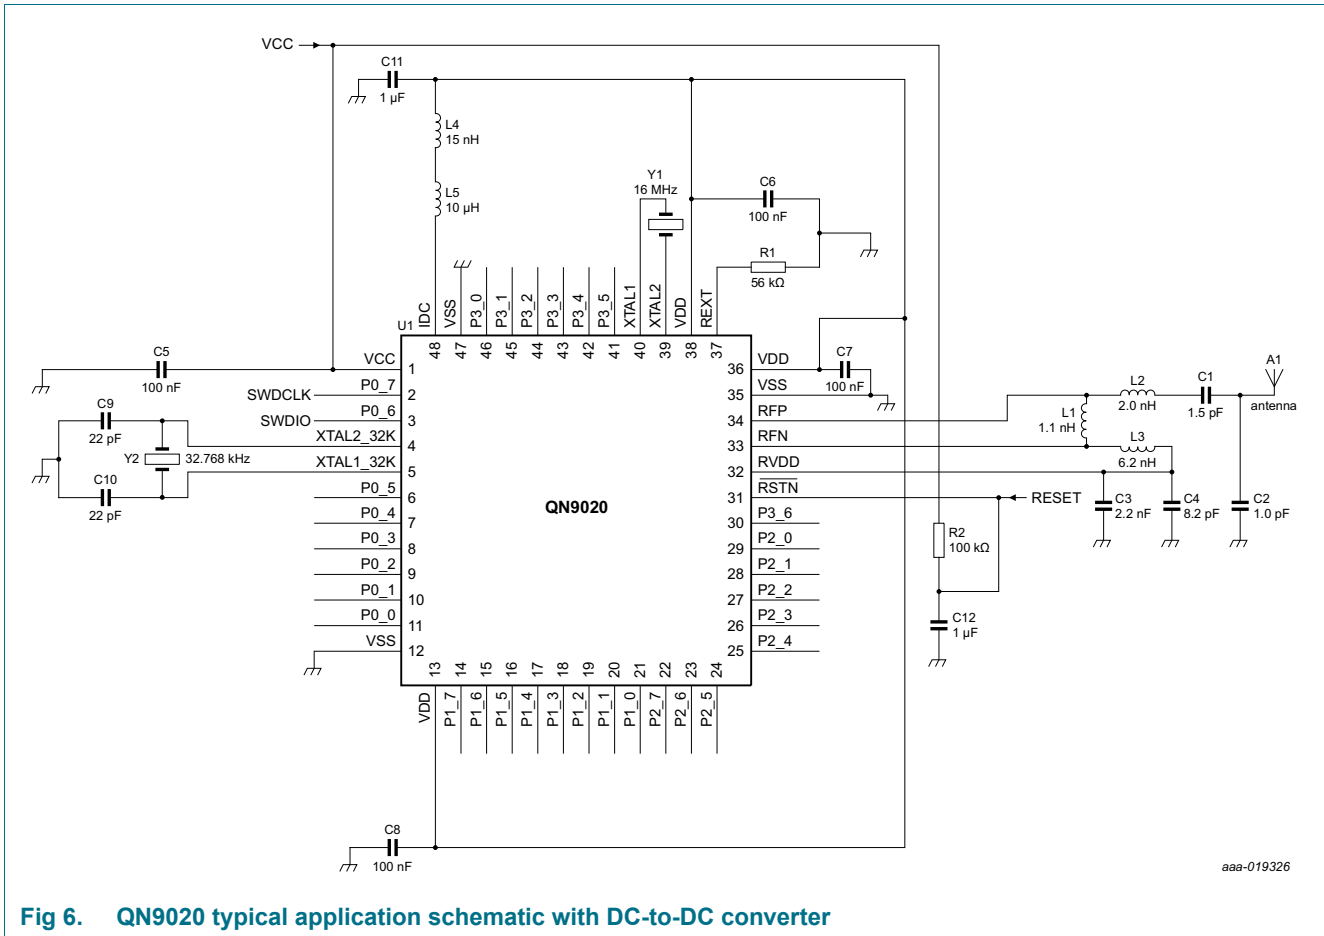 VCC
C11
1 µF
L4
15 nH
L5
10 µH
Y1
16 MHz
C6
100 nF
R1
56 kΩ
IDC
VSS
P3_0
P3_1
P3_2
P3_3
P3_4
P3_5
XTAL1
XTAL2
VDD
REXT
U1
48
47
46
45
44
43
42
41
40
39
38
37
C5
100 nF
VCC
1
SWDCLK
P0_7
2
SWDIO
P0_6
3
C9
22 pF
XTAL2_32K
4
Y2
32.768 kHz
XTAL1_32K
5
C10
22 pF
P0_5
6
P0_4
7
P0_3
8
P0_2
9
P0_1
10
P0_0
11
VSS
12
QN9020
36
VDD
C7
100 nF
35
VSS
34
RFP
33
RFN
32
RVDD
31
RSTN
RESET
30
P3_6
29
P2_0
28
P2_1
27
P2_2
26
P2_3
25
P2_4
L1
1.1 nH
L2
2.0 nH
C1
1.5 pF
A1
antenna
L3
6.2 nH
C3
2.2 nF
C4
8.2 pF
C2
1.0 pF
R2
100 kΩ
C12
1 µF
13
14
15
16
17
18
19
20
21
22
23
24
VDD
P1_7
P1_6
P1_5
P1_4
P1_3
P1_2
P1_1
P1_0
P2_7
P2_6
P2_5
C8
100 nF
aaa-019326
Fig 6. QN9020 typical application schematic with DC-to-DC converter